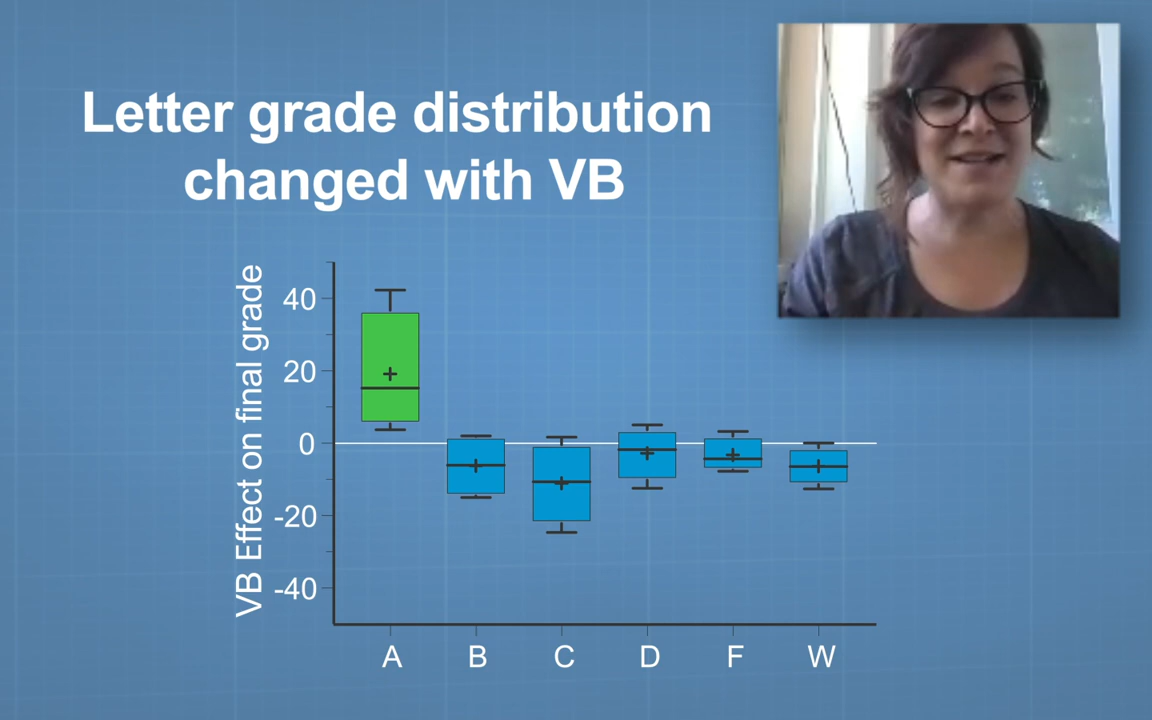 Letter grade distribution
changed with VB
VB Effect on final grade
40
20
0
-20
-40
A B C D F W